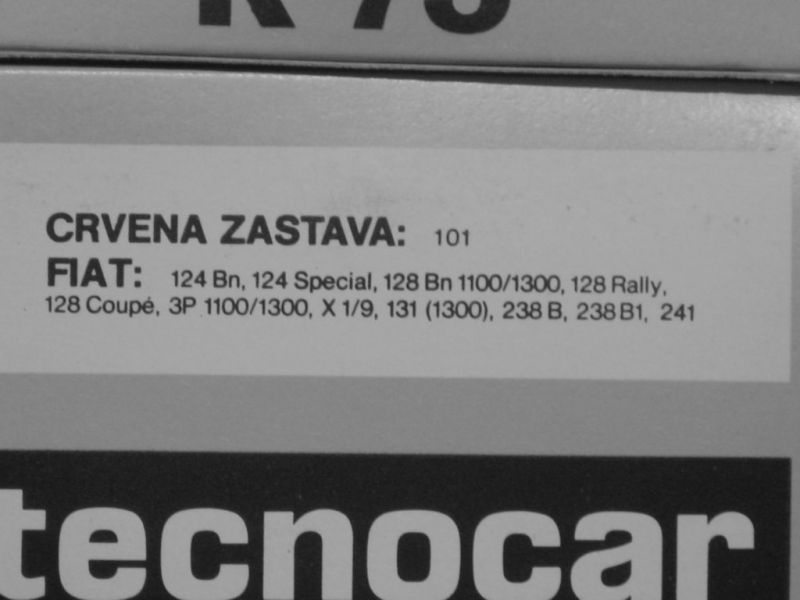 CRVENA ZASTAVA: 101
FIAT: 124 Bn, 124 Special, 128 Bn 1100/1300, 128 Rally,
128 Coupé, 3P 1100/1300, X 1/9, 131 (1300), 238 B, 238 B1, 241
tecnocar